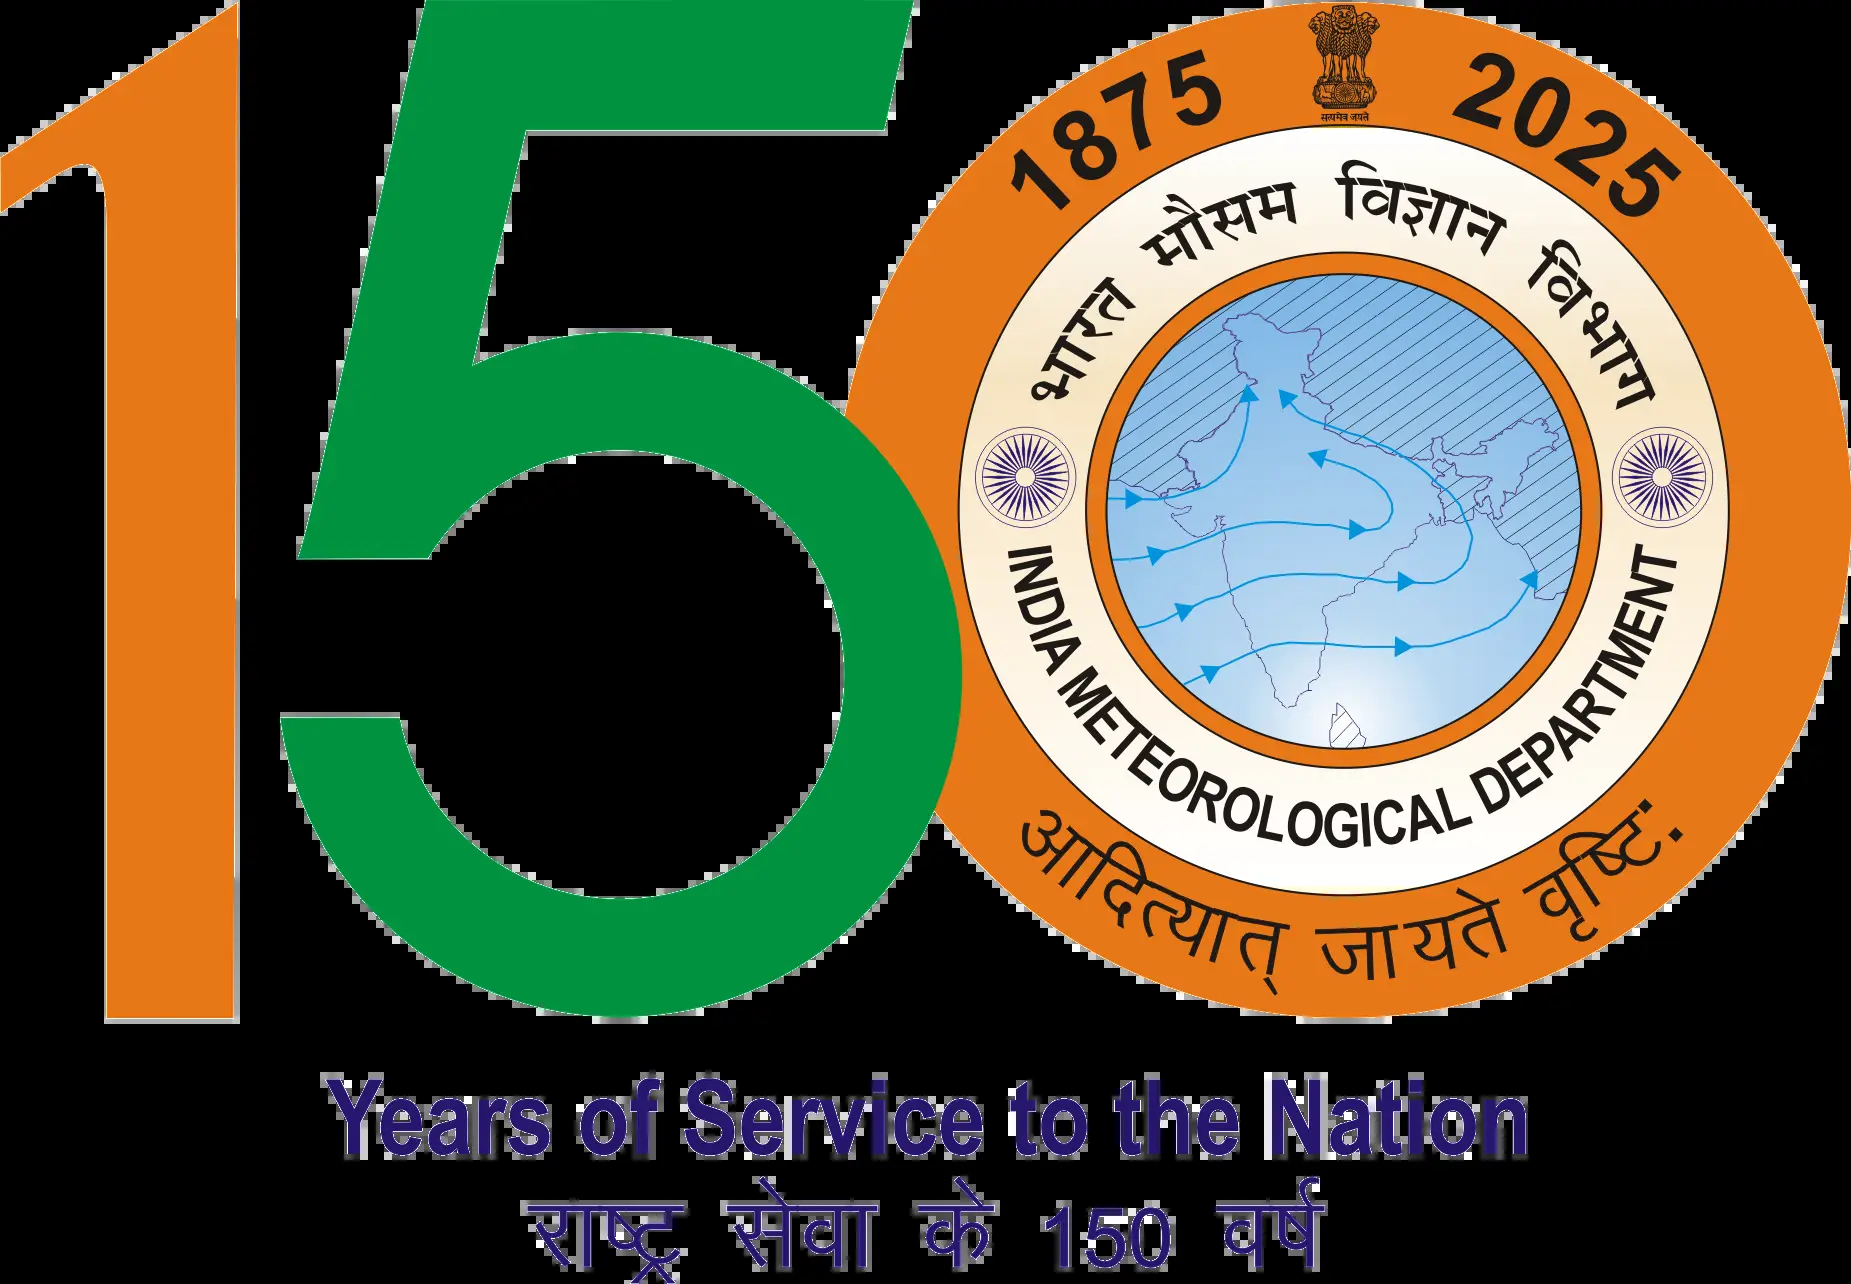 150
1875 2025
सत्यमेव जयते
भारत मौसम विज्ञान विभाग
INDIA METEOROLOGICAL DEPARTMENT
आदित्यात् जायते वृष्टि:
Years of Service to the Nation
राष्ट्र सेवा के 150 वर्ष